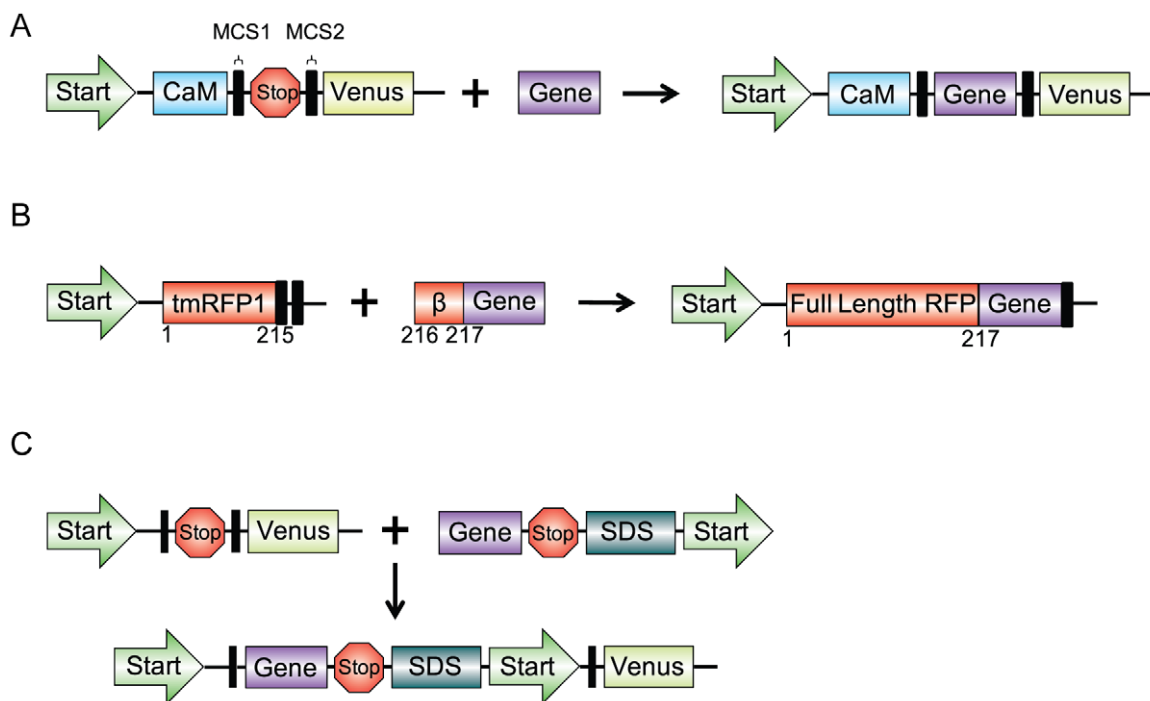 A
MCS1 MCS2
Start CaM Stop Venus + Gene Start CaM Gene Venus
B
Start tmRFP1 + β Gene Start Full Length RFP Gene
1 215 216 217 1 217
C
Start Stop Venus + Gene Stop SDS Start
Start Gene Stop SDS Start Venus